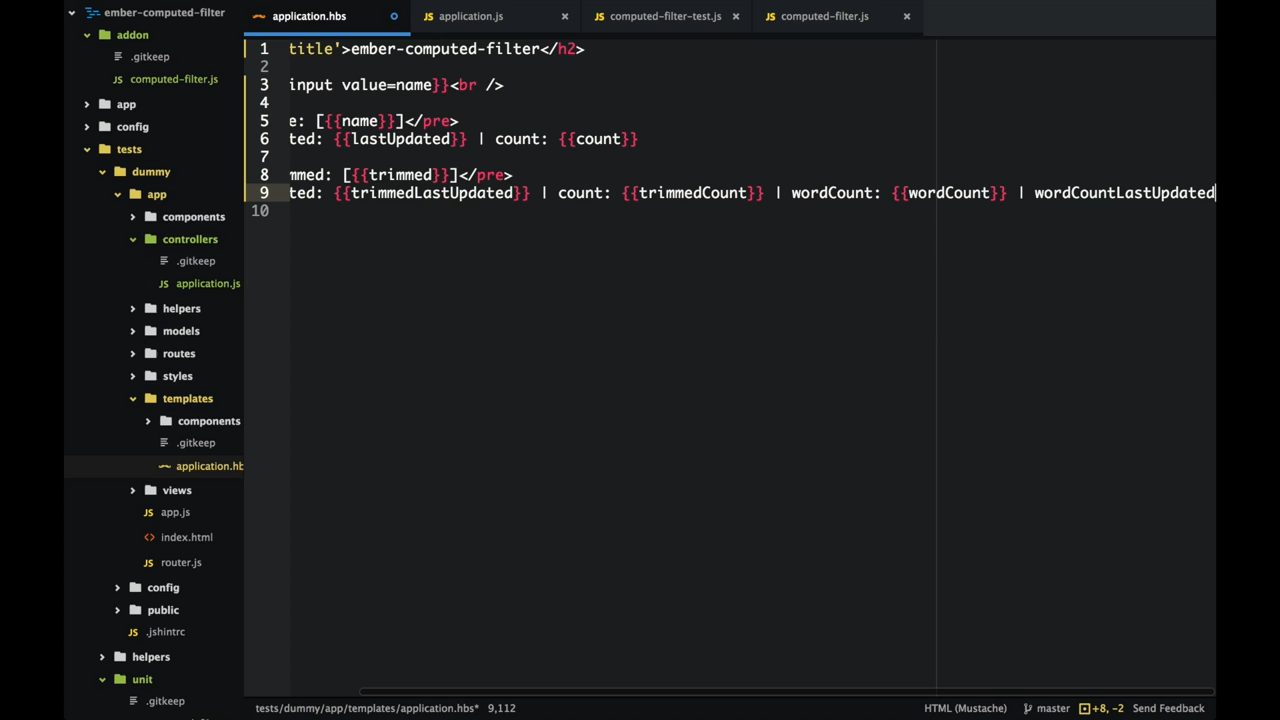 ember-computed-filter
addon
.gitkeep
computed-filter.js
app
config
tests
dummy
app
components
controllers
.gitkeep
application.js
helpers
models
routes
styles
templates
components
.gitkeep
application.hb
views
app.js
index.html
router.js
config
public
.jshintrc
helpers
unit
.gitkeep
application.hbs
application.js
computed-filter-test.js
computed-filter.js
1 title'>ember-computed-filter</h2>
2
3 input value=name}}<br />
4
5 e: [{{name}}]</pre>
6 ted: {{lastUpdated}} | count: {{count}}
7
8 mmed: [{{trimmed}}]</pre>
9 ted: {{trimmedLastUpdated}} | count: {{trimmedCount}} | wordCount: {{wordCount}} | wordCountLastUpdated
10
tests/dummy/app/templates/application.hbs* 9,112 HTML (Mustache) master +8, -2 Send Feedback